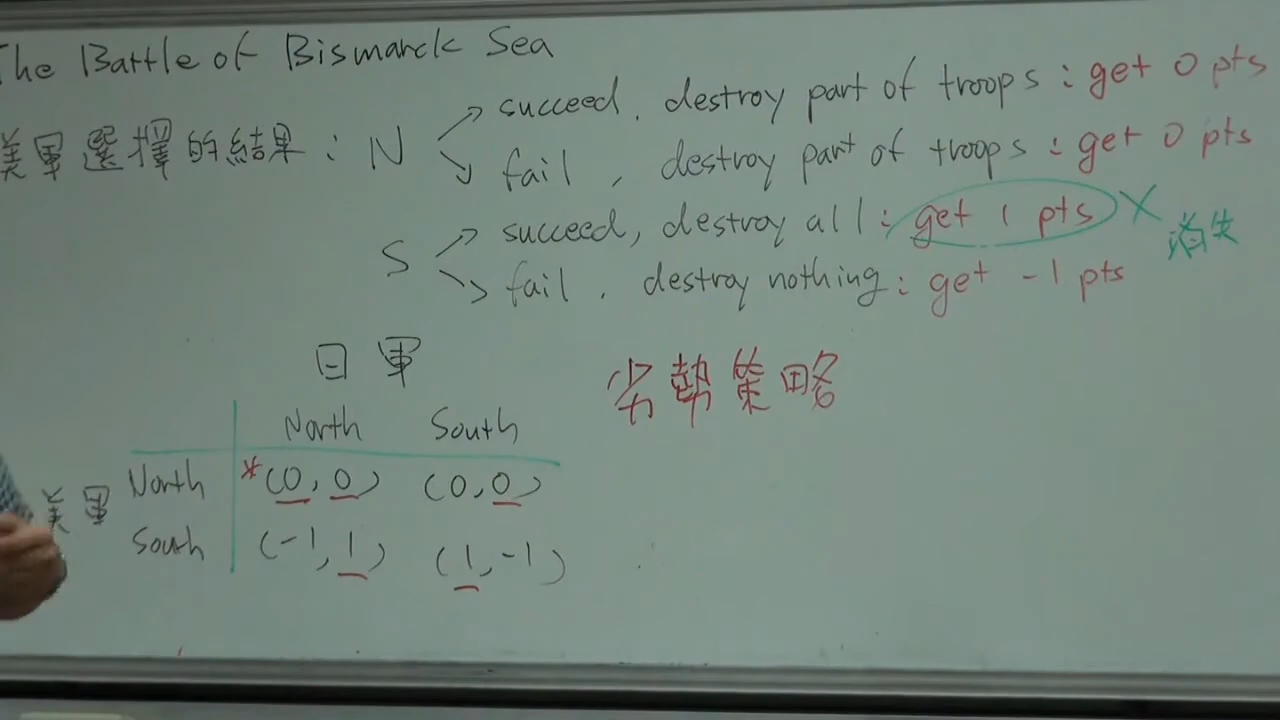 The Battle of Bismarck Sea
美軍選擇的結果 : N → succeed, destroy part of troops : get 0 pts
→ fail, destroy part of troops : get 0 pts
S → succeed, destroy all : get 1 pts X 消失
→ fail, destroy nothing : get -1 pts
日軍
劣勢策略
North South
North *(0, 0) (0, 0)
美軍
South (-1, 1) (1, -1)